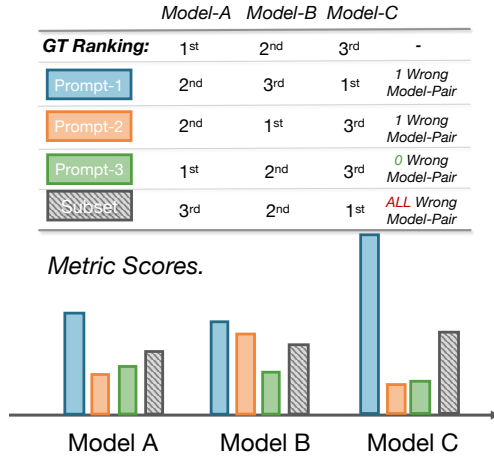 Model-A Model-B Model-C
GT Ranking: 1st 2nd 3rd -
Prompt-1 2nd 3rd 1st 1 Wrong Model-Pair
Prompt-2 2nd 1st 3rd 1 Wrong Model-Pair
Prompt-3 1st 2nd 3rd 0 Wrong Model-Pair
Subset 3rd 2nd 1st ALL Wrong Model-Pair
Metric Scores.
Model A Model B Model C